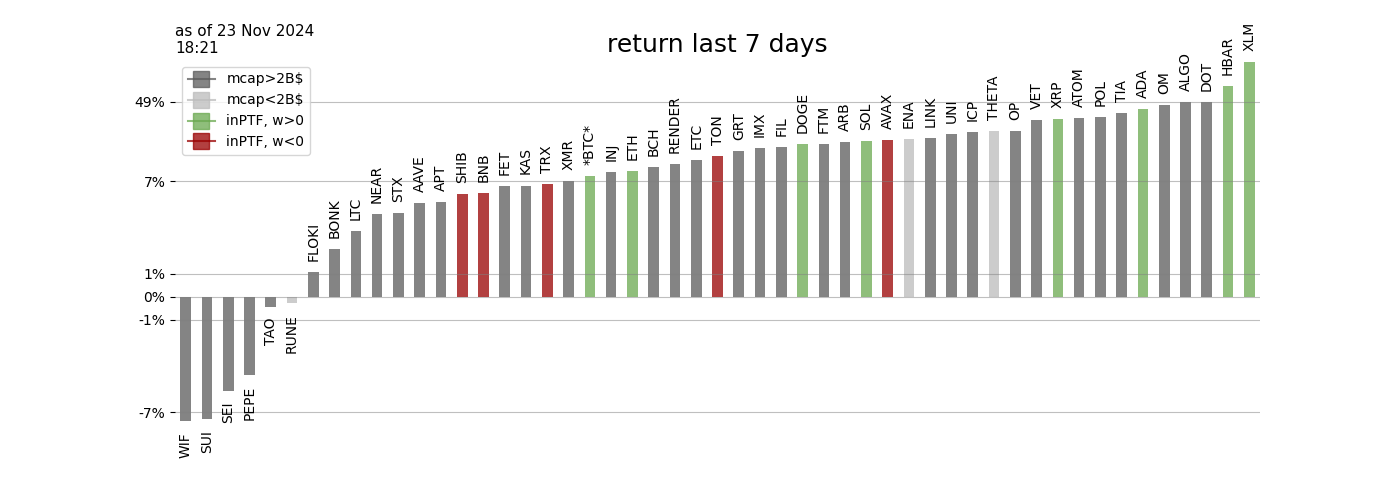 as of 23 Nov 2024
18:21
return last 7 days
mcap>2B$
mcap<2B$
inPTF, w>0
inPTF, w<0
49%
7%
1%
0%
-1%
-7%
WIF
SUI
SEI
PEPE
TAO
RUNE
FLOKI
BONK
LTC
NEAR
STX
AAVE
APT
SHIB
BNB
FET
KAS
TRX
XMR
*BTC*
INJ
ETH
BCH
RENDER
ETC
TON
GRT
IMX
FIL
DOGE
FTM
ARB
SOL
AVAX
ENA
LINK
UNI
ICP
THETA
OP
VET
XRP
ATOM
POL
TIA
ADA
OM
ALGO
DOT
HBAR
XLM